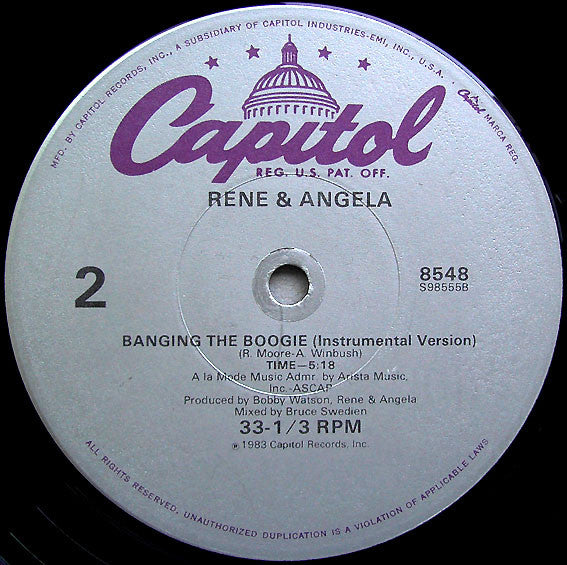 MFD. BY CAPITOL RECORDS, INC., A SUBSIDIARY OF CAPITOL INDUSTRIES-EMI, INC., U.S.A.
Capitol MARCA REG.
Capitol
REG. U.S. PAT. OFF.
RENE & ANGELA
2
8548
S98555B
BANGING THE BOOGIE (Instrumental Version)
(R. Moore-A. Winbush)
TIME—5:18
A la Mode Music Admr. by Arista Music,
Inc.-ASCAP
Produced by Bobby Watson, Rene & Angela
Mixed by Bruce Swedien
33-1/3 RPM
℗ 1983 Capitol Records, Inc.
ALL RIGHTS RESERVED. UNAUTHORIZED DUPLICATION IS A VIOLATION OF APPLICABLE LAWS